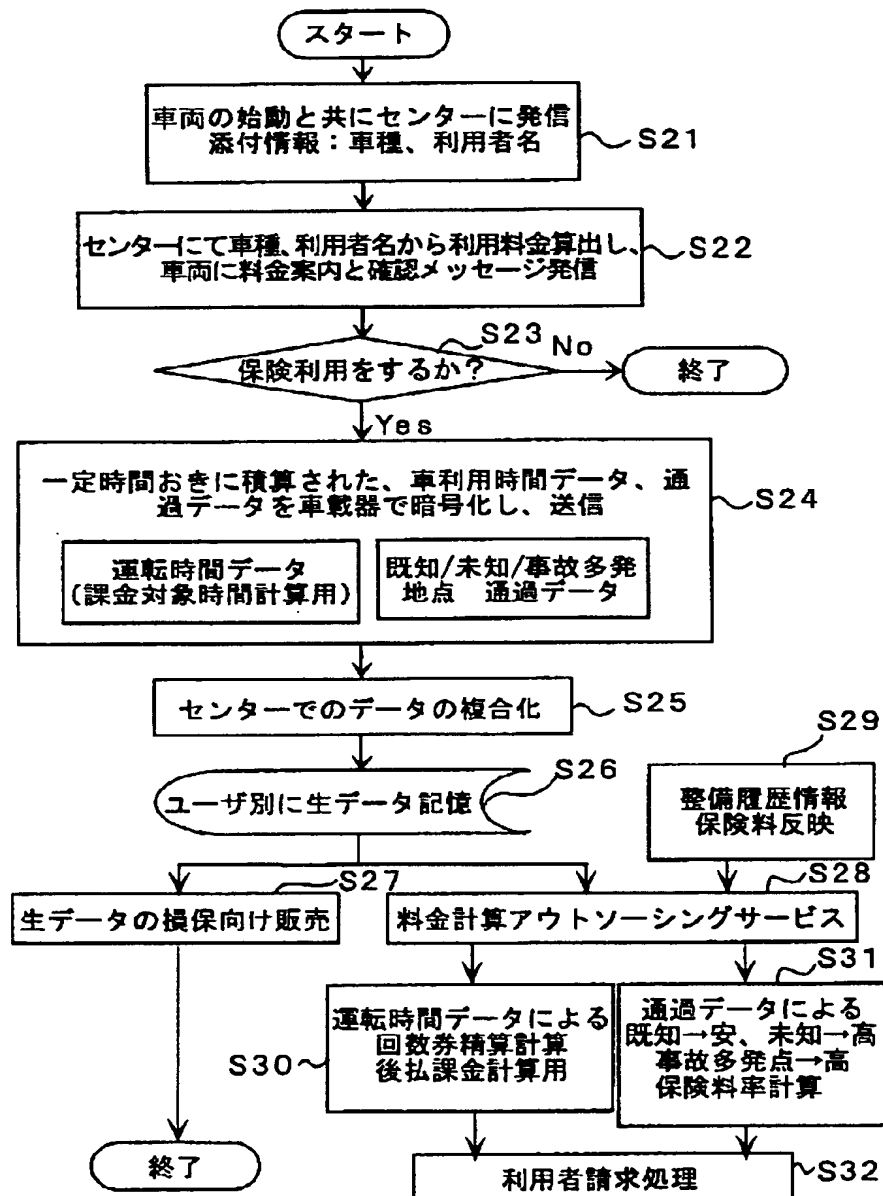 スタート
車両の始動と共にセンターに発信
添付情報：車種、利用者名
S21
センターにて車種、利用者名から利用料金算出し、
車両に料金案内と確認メッセージ発信
S22
S23
保険利用をするか？
No
終了
Yes
一定時間おきに積算された、車利用時間データ、通
過データを車載器で暗号化し、送信
S24
運転時間データ
(課金対象時間計算用)
既知/未知/事故多発
地点　通過データ
センターでのデータの複合化
S25
S26
ユーザ別に生データ記憶
S29
整備履歴情報
保険料反映
S27
生データの損保向け販売
S28
料金計算アウトソーシングサービス
S30
運転時間データによる
回数券精算計算
後払課金計算用
S31
通過データによる
既知→安、未知→高
事故多発点→高
保険料率計算
終了
利用者請求処理
S32